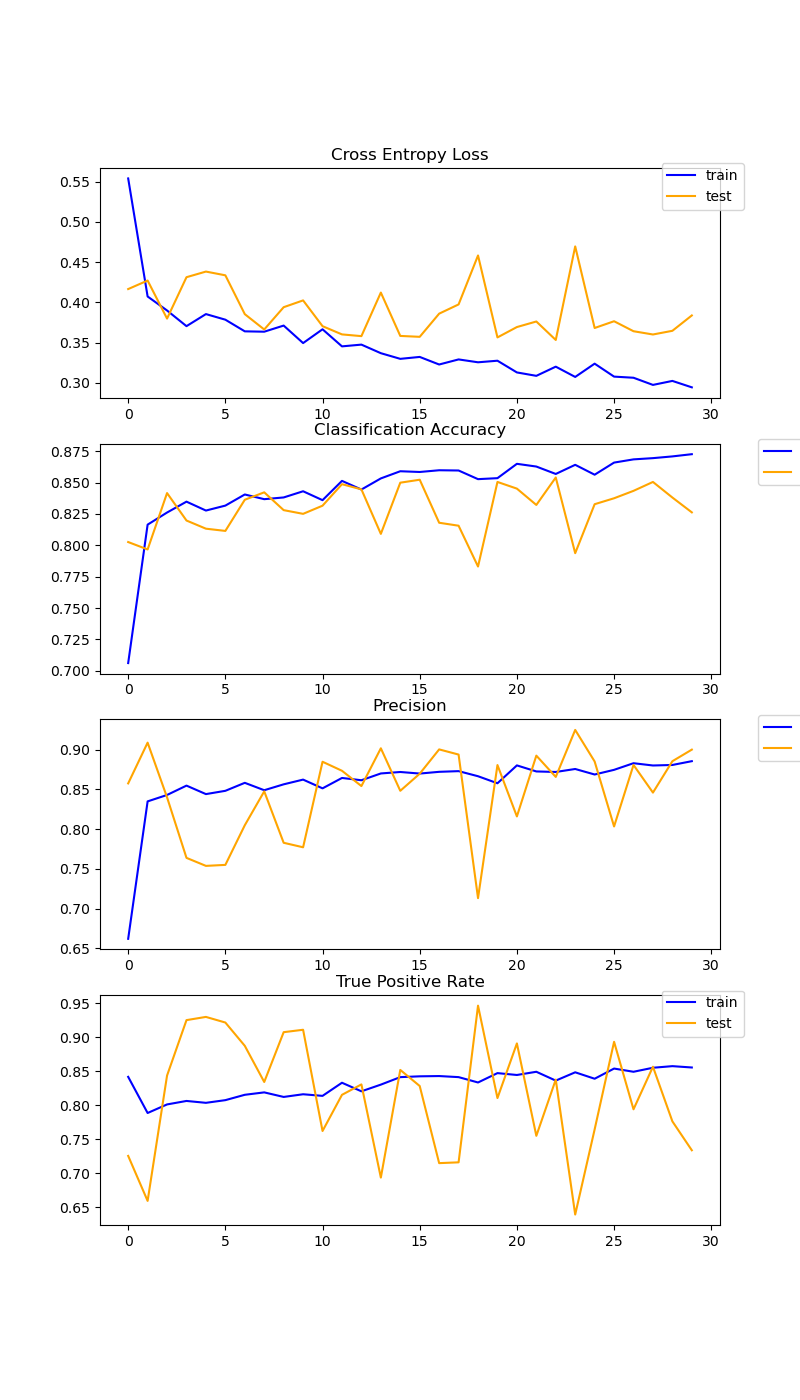 Cross Entropy Loss
train
test
0.55
0.50
0.45
0.40
0.35
0.30
0 5 10 15 20 25 30
Classification Accuracy
0.875
0.850
0.825
0.800
0.775
0.750
0.725
0.700
0 5 10 15 20 25 30
Precision
0.90
0.85
0.80
0.75
0.70
0.65
0 5 10 15 20 25 30
True Positive Rate
train
test
0.95
0.90
0.85
0.80
0.75
0.70
0.65
0 5 10 15 20 25 30